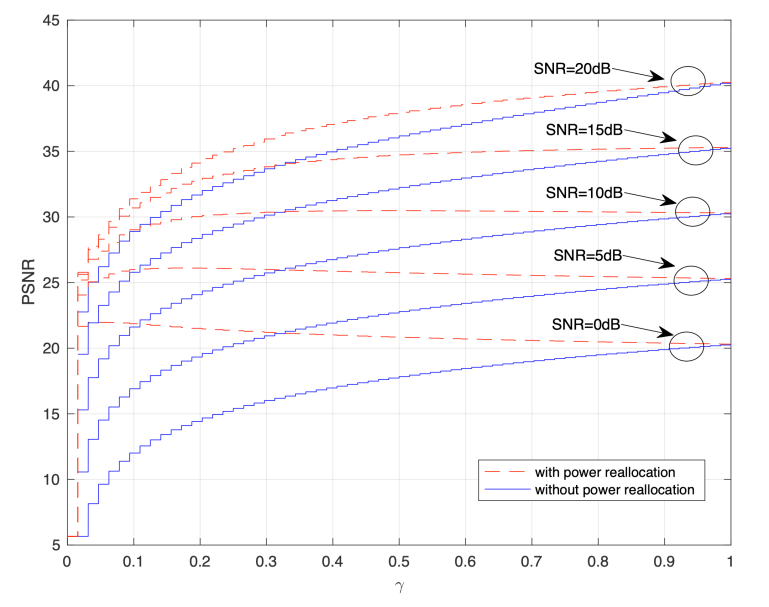 45
40
35
30
25
20
15
10
5
PSNR
SNR=20dB
SNR=15dB
SNR=10dB
SNR=5dB
SNR=0dB
with power reallocation
without power reallocation
0 0.1 0.2 0.3 0.4 0.5 0.6 0.7 0.8 0.9 1
γ